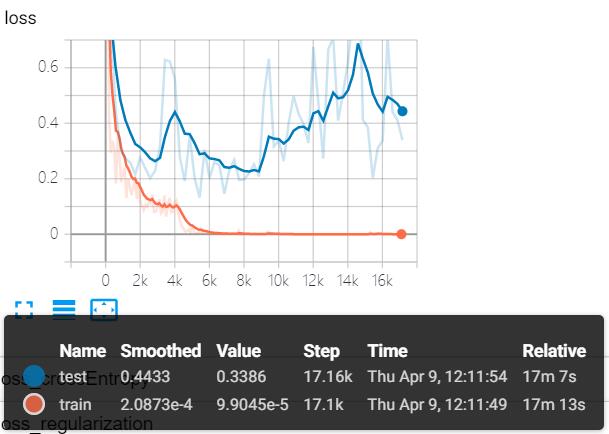 loss
0.6
0.4
0.2
0
0 2k 4k 6k 8k 10k 12k 14k 16k
Name Smoothed Value Step Time Relative
oss_crossEntropy
test 0.4433 0.3386 17.16k Thu Apr 9, 12:11:54 17m 7s
train 2.0873e-4 9.9045e-5 17.1k Thu Apr 9, 12:11:49 17m 13s
oss_regularization